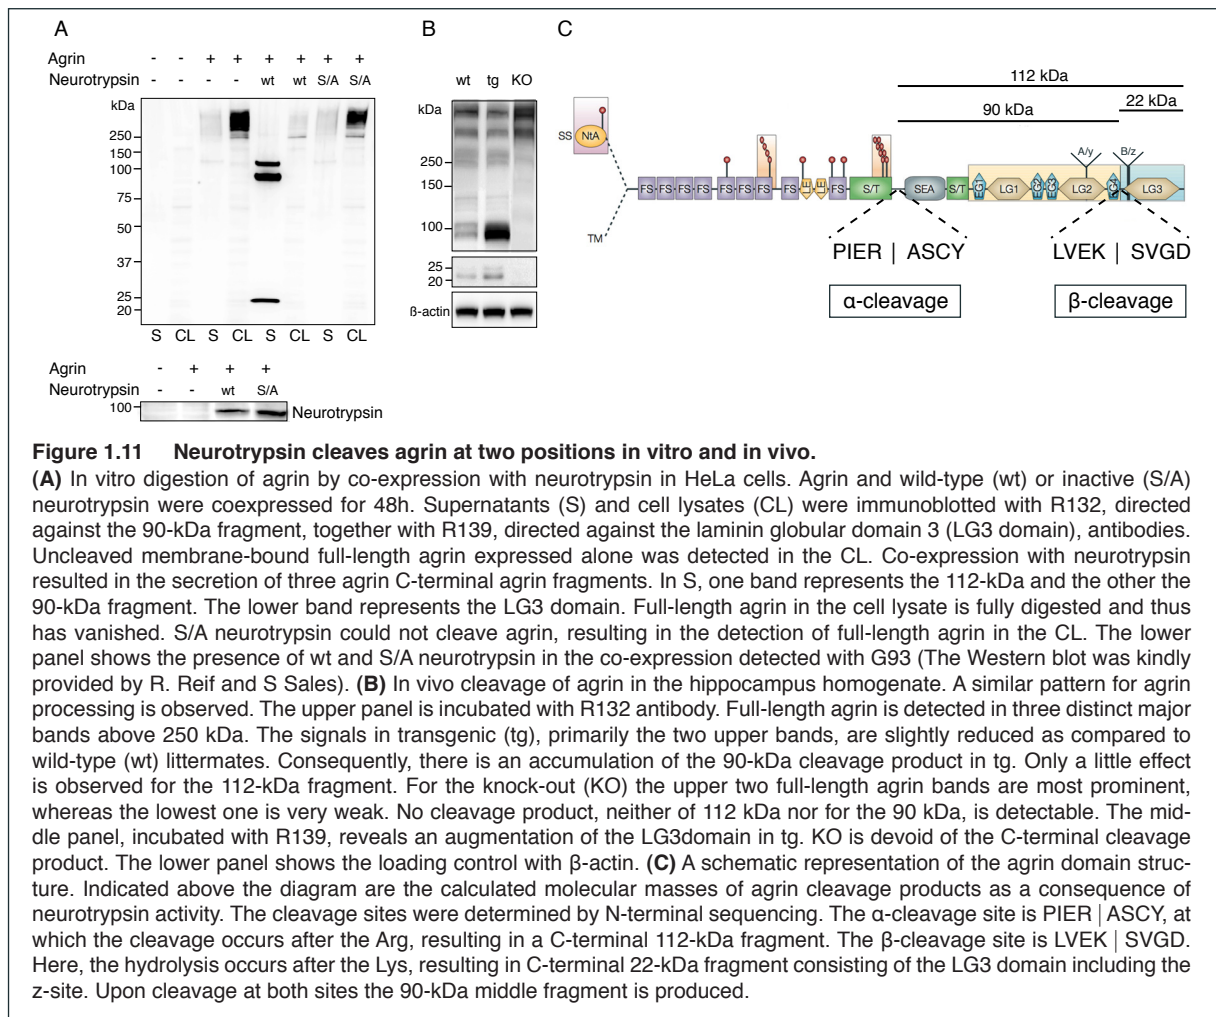 A
B
C
Agrin - - + + + + + +
Neurotrypsin - - - - wt wt S/A S/A
kDa
250
150
100
75
50
37
25
20
S CL S CL S CL S CL
Agrin - + + +
Neurotrypsin - - wt S/A
100
Neurotrypsin
wt tg KO
kDa
250
150
100
25
20
ß-actin
112 kDa
90 kDa
22 kDa
SS NtA
A/y B/z
FS FS FS FS FS FS FS FS LE LE FS S/T SEA S/T EG1 LG1 EG2 EG3 LG2 EG4 LG3
TM
PIER | ASCY
LVEK | SVGD
α-cleavage
β-cleavage
Figure 1.11 Neurotrypsin cleaves agrin at two positions in vitro and in vivo.
(A) In vitro digestion of agrin by co-expression with neurotrypsin in HeLa cells. Agrin and wild-type (wt) or inactive (S/A)
neurotrypsin were coexpressed for 48h. Supernatants (S) and cell lysates (CL) were immunoblotted with R132, directed
against the 90-kDa fragment, together with R139, directed against the laminin globular domain 3 (LG3 domain), antibodies.
Uncleaved membrane-bound full-length agrin expressed alone was detected in the CL. Co-expression with neurotrypsin
resulted in the secretion of three agrin C-terminal agrin fragments. In S, one band represents the 112-kDa and the other the
90-kDa fragment. The lower band represents the LG3 domain. Full-length agrin in the cell lysate is fully digested and thus
has vanished. S/A neurotrypsin could not cleave agrin, resulting in the detection of full-length agrin in the CL. The lower
panel shows the presence of wt and S/A neurotrypsin in the co-expression detected with G93 (The Western blot was kindly
provided by R. Reif and S Sales). (B) In vivo cleavage of agrin in the hippocampus homogenate. A similar pattern for agrin
processing is observed. The upper panel is incubated with R132 antibody. Full-length agrin is detected in three distinct major
bands above 250 kDa. The signals in transgenic (tg), primarily the two upper bands, are slightly reduced as compared to
wild-type (wt) littermates. Consequently, there is an accumulation of the 90-kDa cleavage product in tg. Only a little effect
is observed for the 112-kDa fragment. For the knock-out (KO) the upper two full-length agrin bands are most prominent,
whereas the lowest one is very weak. No cleavage product, neither of 112 kDa nor for the 90 kDa, is detectable. The mid-
dle panel, incubated with R139, reveals an augmentation of the LG3domain in tg. KO is devoid of the C-terminal cleavage
product. The lower panel shows the loading control with β-actin. (C) A schematic representation of the agrin domain struc-
ture. Indicated above the diagram are the calculated molecular masses of agrin cleavage products as a consequence of
neurotrypsin activity. The cleavage sites were determined by N-terminal sequencing. The α-cleavage site is PIER | ASCY, at
which the cleavage occurs after the Arg, resulting in a C-terminal 112-kDa fragment. The β-cleavage site is LVEK | SVGD.
Here, the hydrolysis occurs after the Lys, resulting in C-terminal 22-kDa fragment consisting of the LG3 domain including the
z-site. Upon cleavage at both sites the 90-kDa middle fragment is produced.